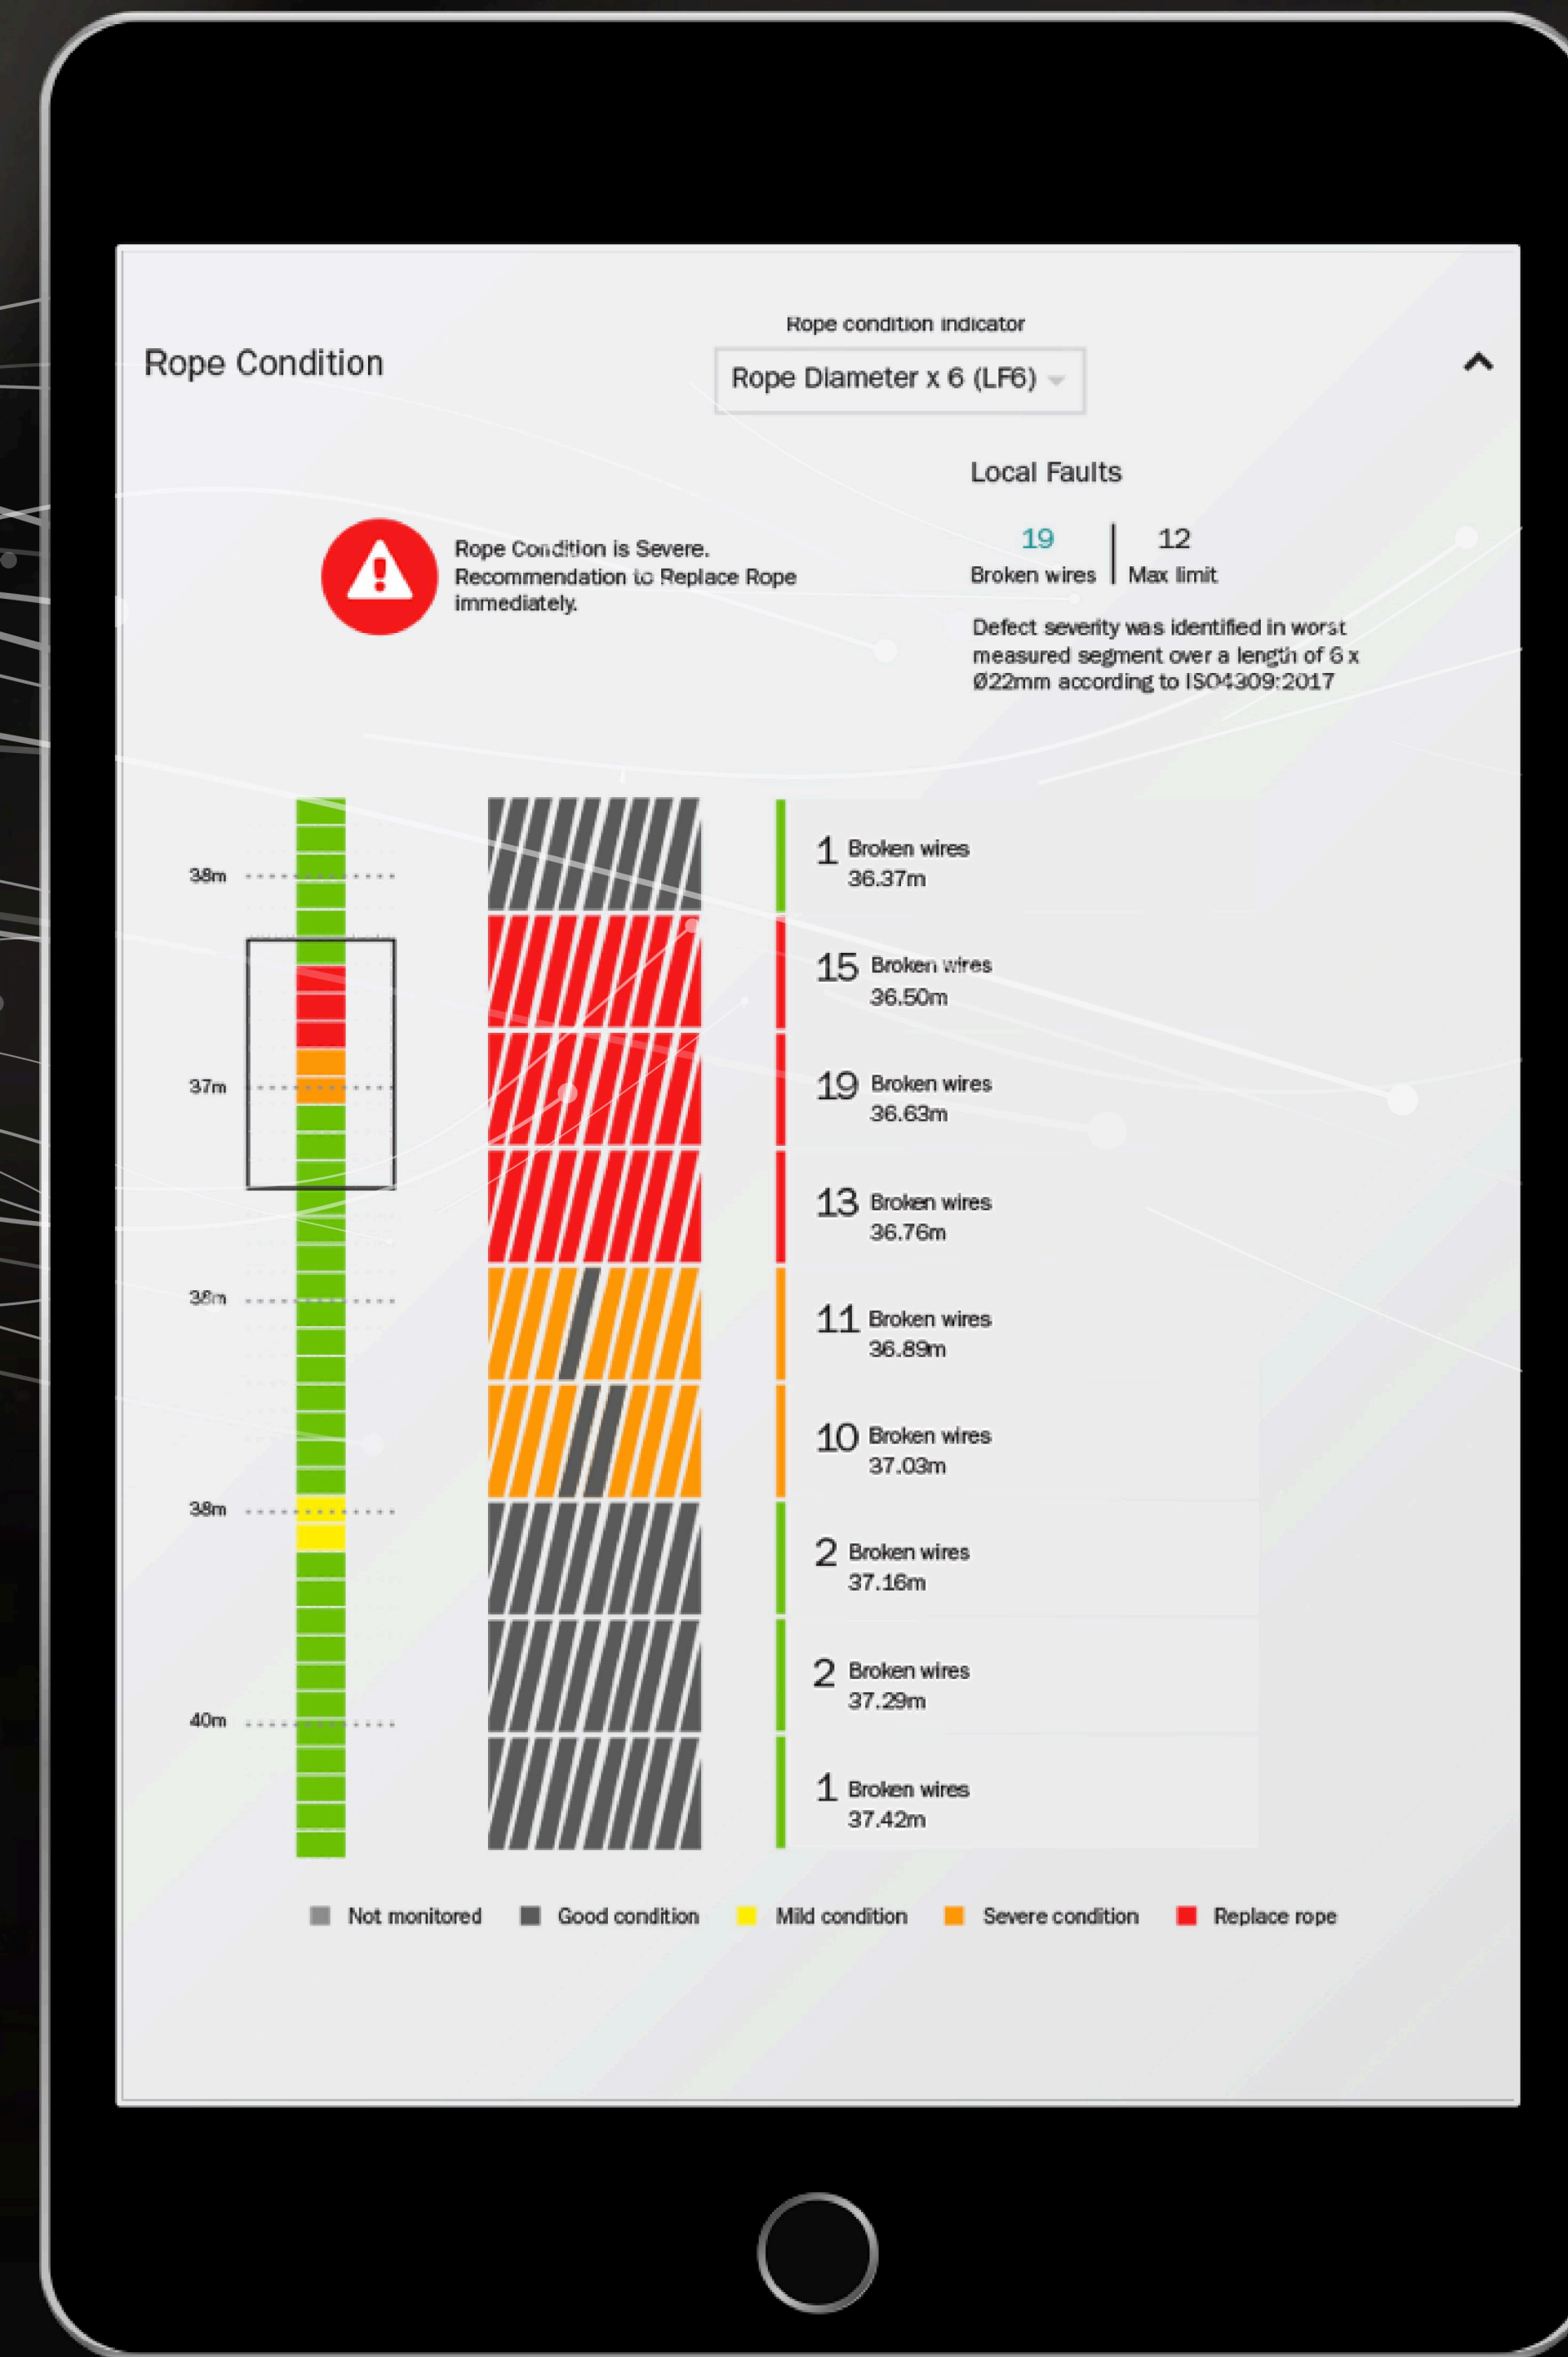 Rope condition indicator
Rope Condition
Rope Diameter x 6 (LF6)
Local Faults
19
12
Broken wires
Max limit
Rope Condition is Severe.
Recommendation to Replace Rope
immediately.
Defect severity was identified in worst
measured segment over a length of 6 x
Ø22mm according to ISO4309:2017
38m
37m
38m
38m
40m
1 Broken wires
36.37m
15 Broken wires
36.50m
19 Broken wires
36.63m
13 Broken wires
36.76m
11 Broken wires
36.89m
10 Broken wires
37.03m
2 Broken wires
37.16m
2 Broken wires
37.29m
1 Broken wires
37.42m
Not monitored
Good condition
Mild condition
Severe condition
Replace rope